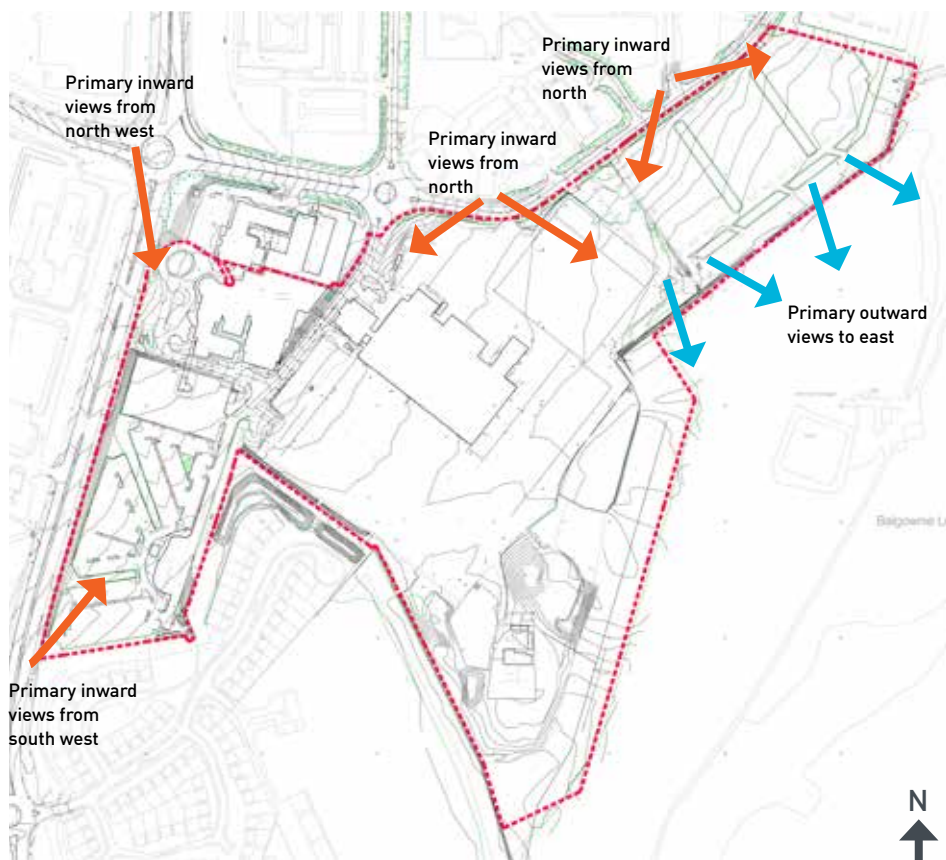 Primary inward
views from
north
Primary inward
views from
north west
Primary inward
views from
north
Primary outward
views to east
Primary inward
views from
south west
N